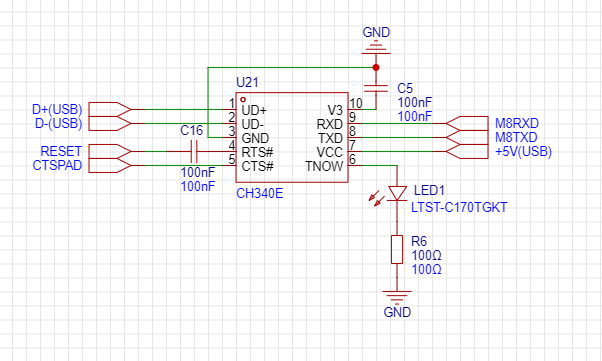 GND
U21
D+(USB)
D-(USB)
RESET
CTSPAD
C16
100nF
100nF
1 UD+
2 UD-
3 GND
4 RTS#
5 CTS#
V3 10
RXD 9
TXD 8
VCC 7
TNOW 6
CH340E
C5
100nF
100nF
M8RXD
M8TXD
+5V(USB)
LED1
LTST-C170TGKT
R6
100Ω
100Ω
GND